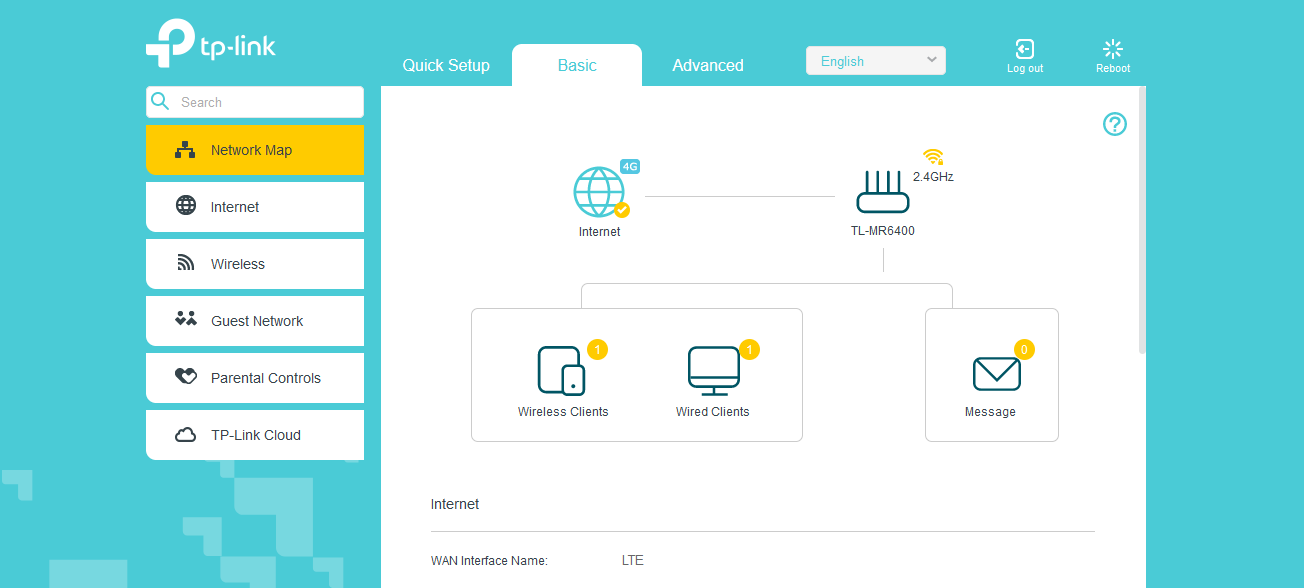 tp-link
Quick Setup
Basic
Advanced
English
Log out
Reboot
Search
Network Map
Internet
Wireless
Guest Network
Parental Controls
TP-Link Cloud
?
4G
Internet
2.4GHz
TL-MR6400
1
Wireless Clients
1
Wired Clients
0
Message
Internet
WAN Interface Name: LTE